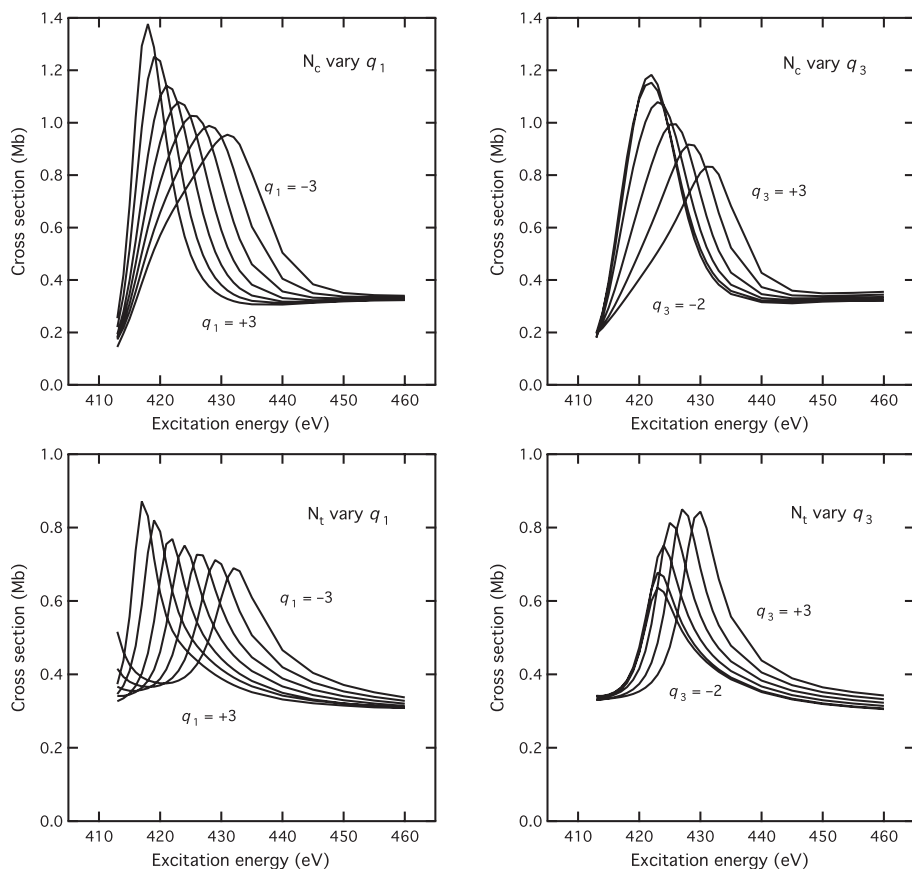 1.4
1.2
1.0
0.8
0.6
0.4
0.2
0.0
Cross section (Mb)
N_c vary q_1
q_1 = –3
q_1 = +3
410 420 430 440 450 460
Excitation energy (eV)
1.4
1.2
1.0
0.8
0.6
0.4
0.2
0.0
Cross section (Mb)
N_c vary q_3
q_3 = +3
q_3 = –2
410 420 430 440 450 460
Excitation energy (eV)
1.0
0.8
0.6
0.4
0.2
0.0
Cross section (Mb)
N_t vary q_1
q_1 = –3
q_1 = +3
410 420 430 440 450 460
Excitation energy (eV)
1.0
0.8
0.6
0.4
0.2
0.0
Cross section (Mb)
N_t vary q_3
q_3 = +3
q_3 = –2
410 420 430 440 450 460
Excitation energy (eV)